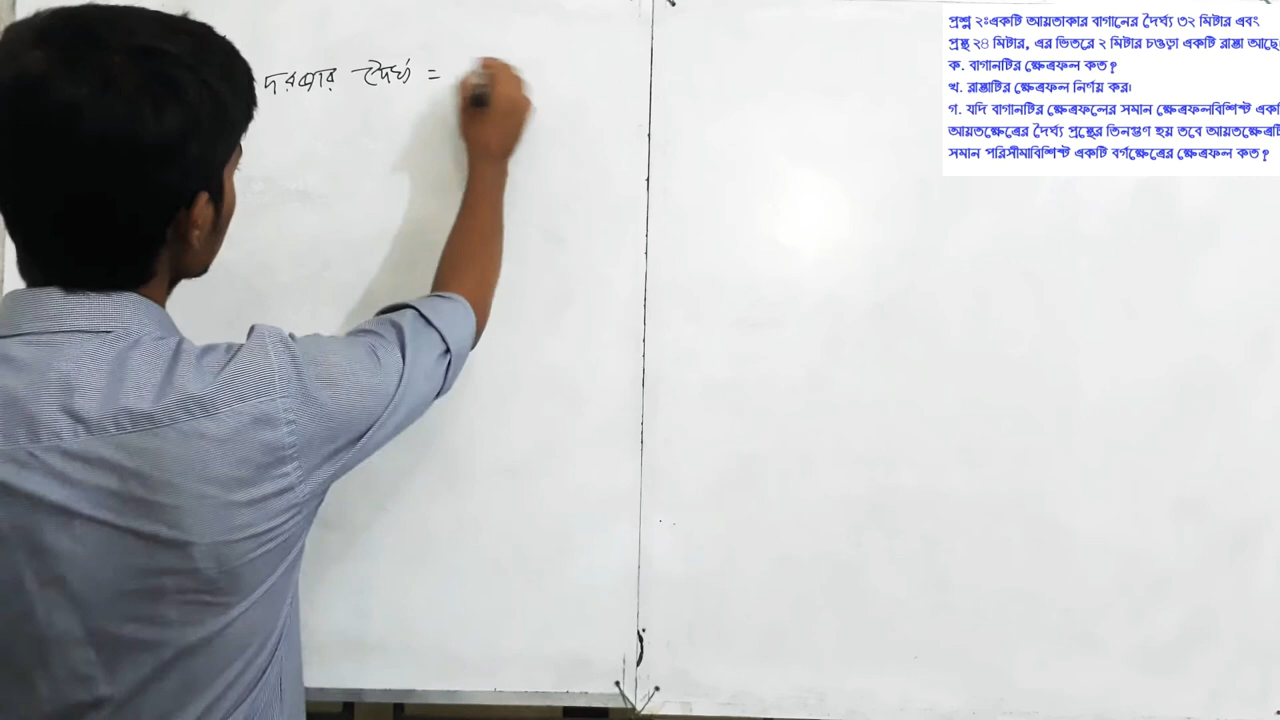 দৈর্ঘ্য =
প্রশ্ন ২ঃএকটি আয়তাকার বাগানের দৈর্ঘ্য ৩২ মিটার এবং
প্রস্থ ২৪ মিটার, এর ভিতরে ২ মিটার চওড়া একটি রাস্তা আছে।
ক. বাগানটির ক্ষেত্রফল কত?
খ. রাস্তাটির ক্ষেত্রফল নির্ণয় কর।
গ. যদি বাগানটির ক্ষেত্রফলের সমান ক্ষেত্রফলবিশিস্ট একটি
আয়তক্ষেত্রের দৈর্ঘ্য প্রস্থের তিনগুণ হয় তবে আয়তক্ষেত্রটি
সমান পরিসীমাবিশিস্ট একটি বর্গক্ষেত্রের ক্ষেত্রফল কত?